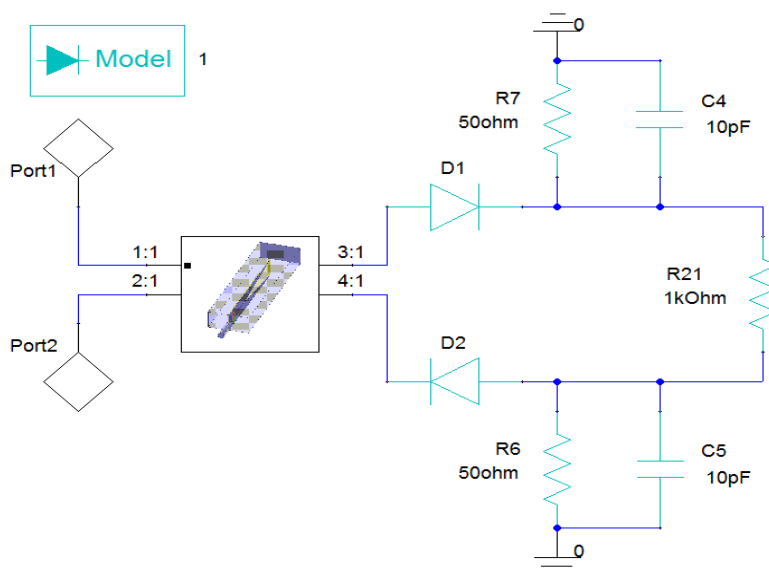 Model 1
0
R7
50ohm
C4
10pF
Port1
D1
1:1
2:1
3:1
4:1
R21
1kOhm
Port2
D2
R6
50ohm
C5
10pF
0